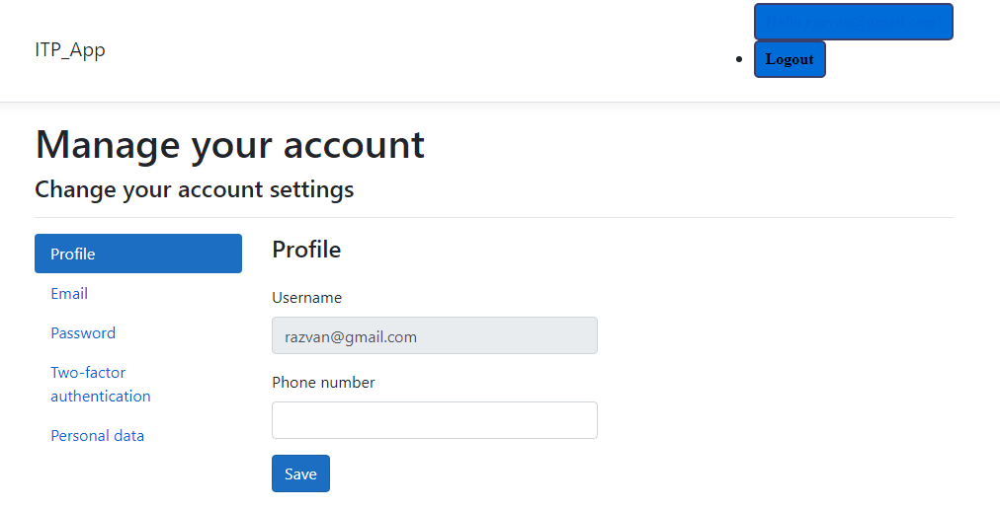 ITP_App
Logout
Manage your account
Change your account settings
Profile
Email
Password
Two-factor
authentication
Personal data
Profile
Username
razvan@gmail.com
Phone number
Save